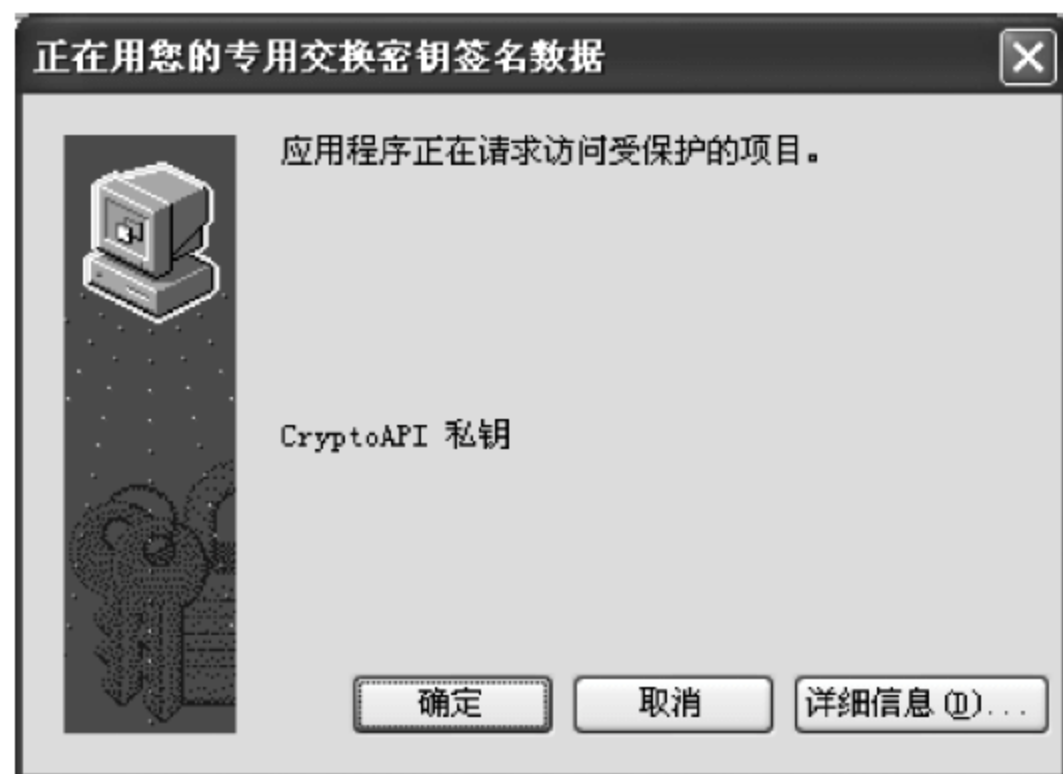 正在用您的专用交换密钥签名数据
应用程序正在请求访问受保护的项目。
CryptoAPI 私钥
确定
取消
详细信息(D)...